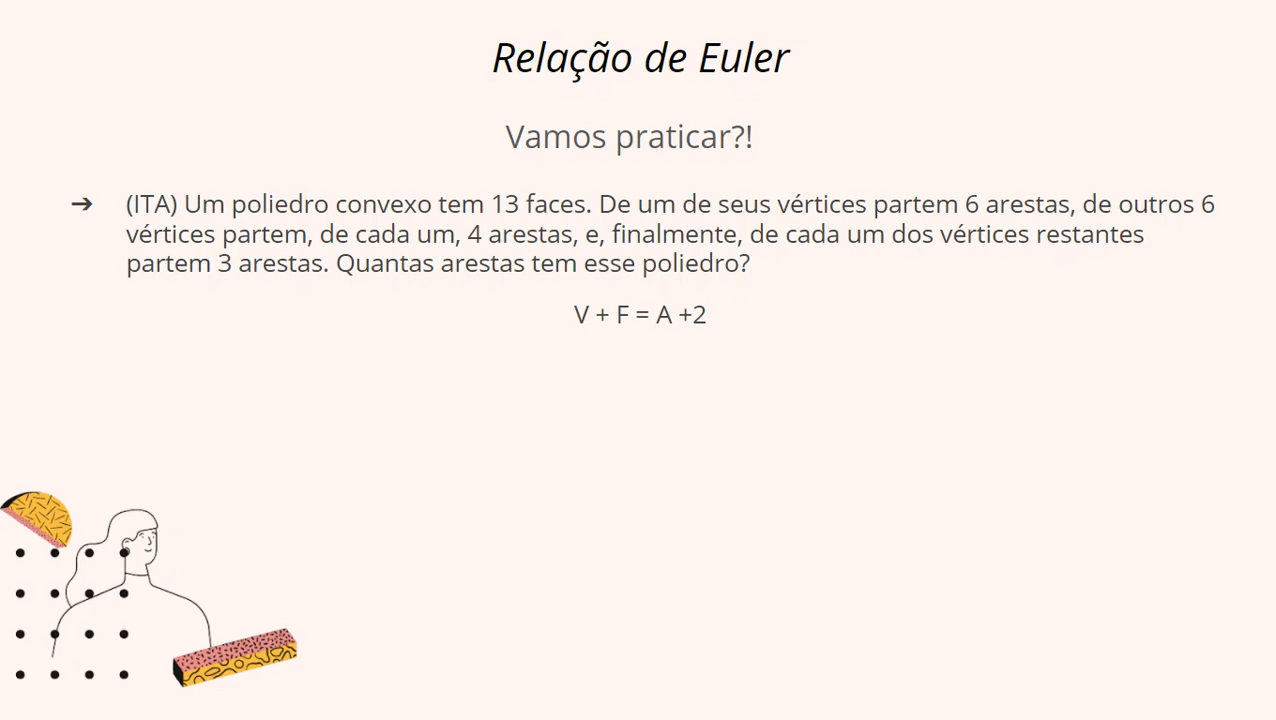 Relação de Euler
Vamos praticar?!
➔ (ITA) Um poliedro convexo tem 13 faces. De um de seus vértices partem 6 arestas, de outros 6
vértices partem, de cada um, 4 arestas, e, finalmente, de cada um dos vértices restantes
partem 3 arestas. Quantas arestas tem esse poliedro?
V + F = A +2